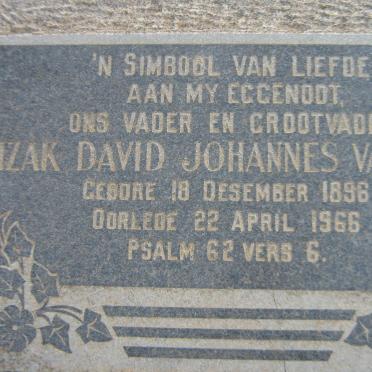 'N SIMBOOL VAN LIEFDE
AAN MY EGGENOOT,
ONS VADER EN GROOTVAD
IZAK DAVID JOHANNES VA
GEBORE 18 DESEMBER 1896
OORLEDE 22 APRIL 1966
PSALM 62 VERS 6.